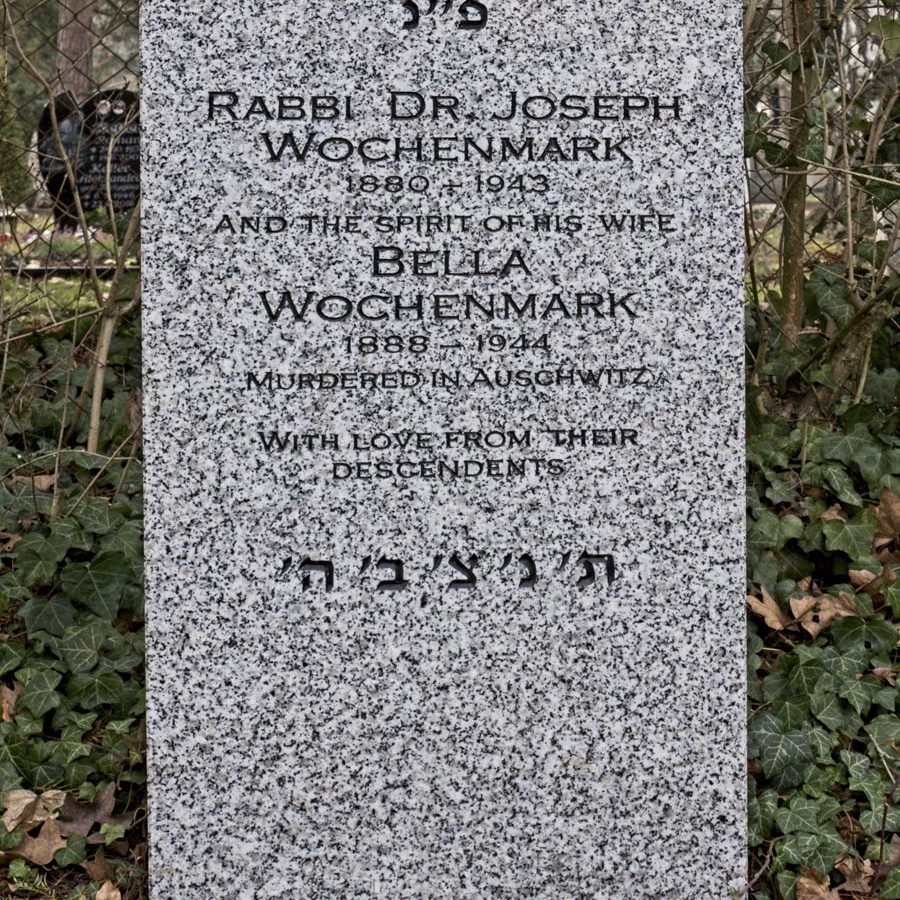 פ״נ
RABBI DR. JOSEPH
WOCHENMARK
1880 – 1943
AND THE SPIRIT OF HIS WIFE
BELLA
WOCHENMARK
1888 – 1944
MURDERED IN AUSCHWITZ
WITH LOVE FROM THEIR
DESCENDENTS
ת׳ נ׳ צ׳ ב׳ ה׳